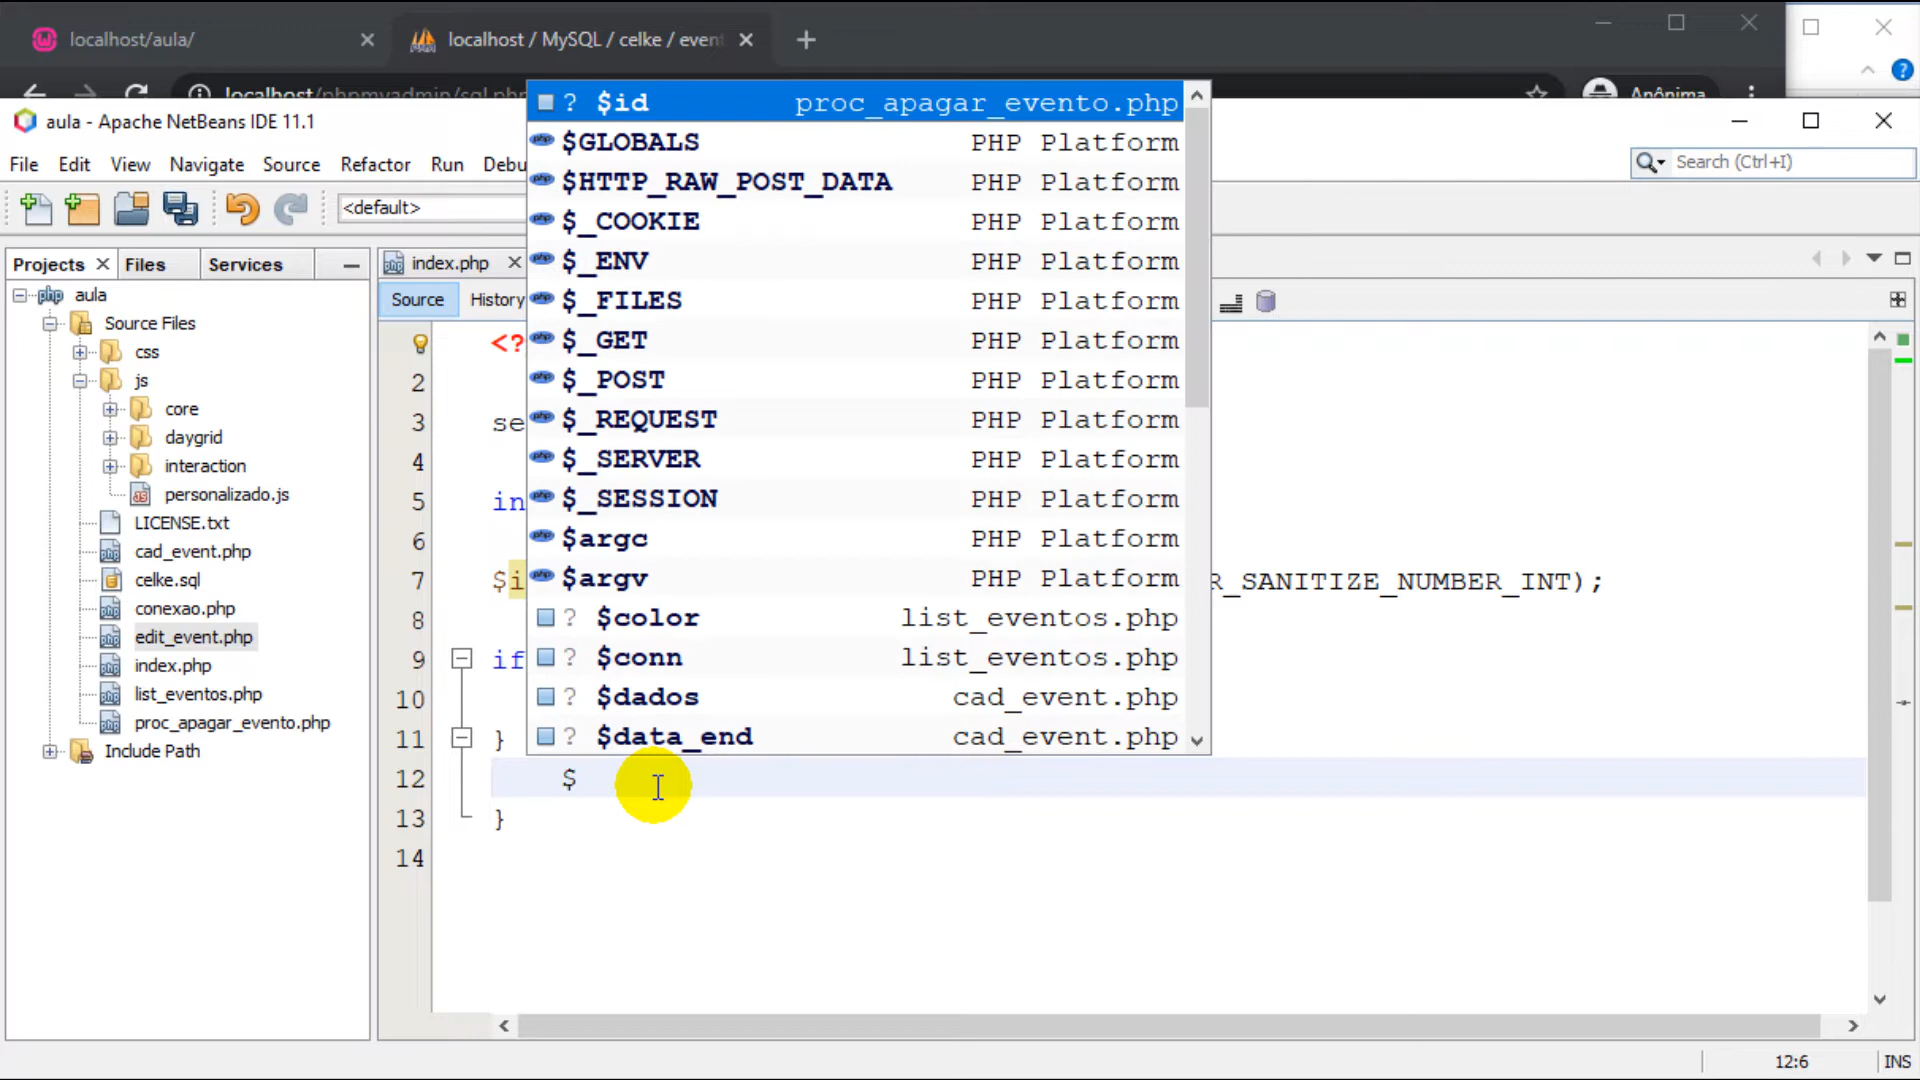 localhost/aula/
localhost / MySQL / celke / even
localhost/phpmyadmin/sql.php
Anônima
aula - Apache NetBeans IDE 11.1
File Edit View Navigate Source Refactor Run Debu
Search (Ctrl+I)
<default>
Projects Files Services
index.php
Source History
php aula
Source Files
css
js
core
daygrid
interaction
personalizado.js
LICENSE.txt
cad_event.php
celke.sql
conexao.php
edit_event.php
index.php
list_eventos.php
proc_apagar_evento.php
Include Path
? $id proc_apagar_evento.php
$GLOBALS PHP Platform
$HTTP_RAW_POST_DATA PHP Platform
$_COOKIE PHP Platform
$_ENV PHP Platform
$_FILES PHP Platform
$_GET PHP Platform
$_POST PHP Platform
$_REQUEST PHP Platform
$_SERVER PHP Platform
$_SESSION PHP Platform
$argc PHP Platform
$argv PHP Platform
? $color list_eventos.php
? $conn list_eventos.php
? $dados cad_event.php
? $data_end cad_event.php
<?
2
3 se
4
5 in
6
7 $i R_SANITIZE_NUMBER_INT);
8
9 if
10
11 }
12 $
13 }
14
12:6 INS